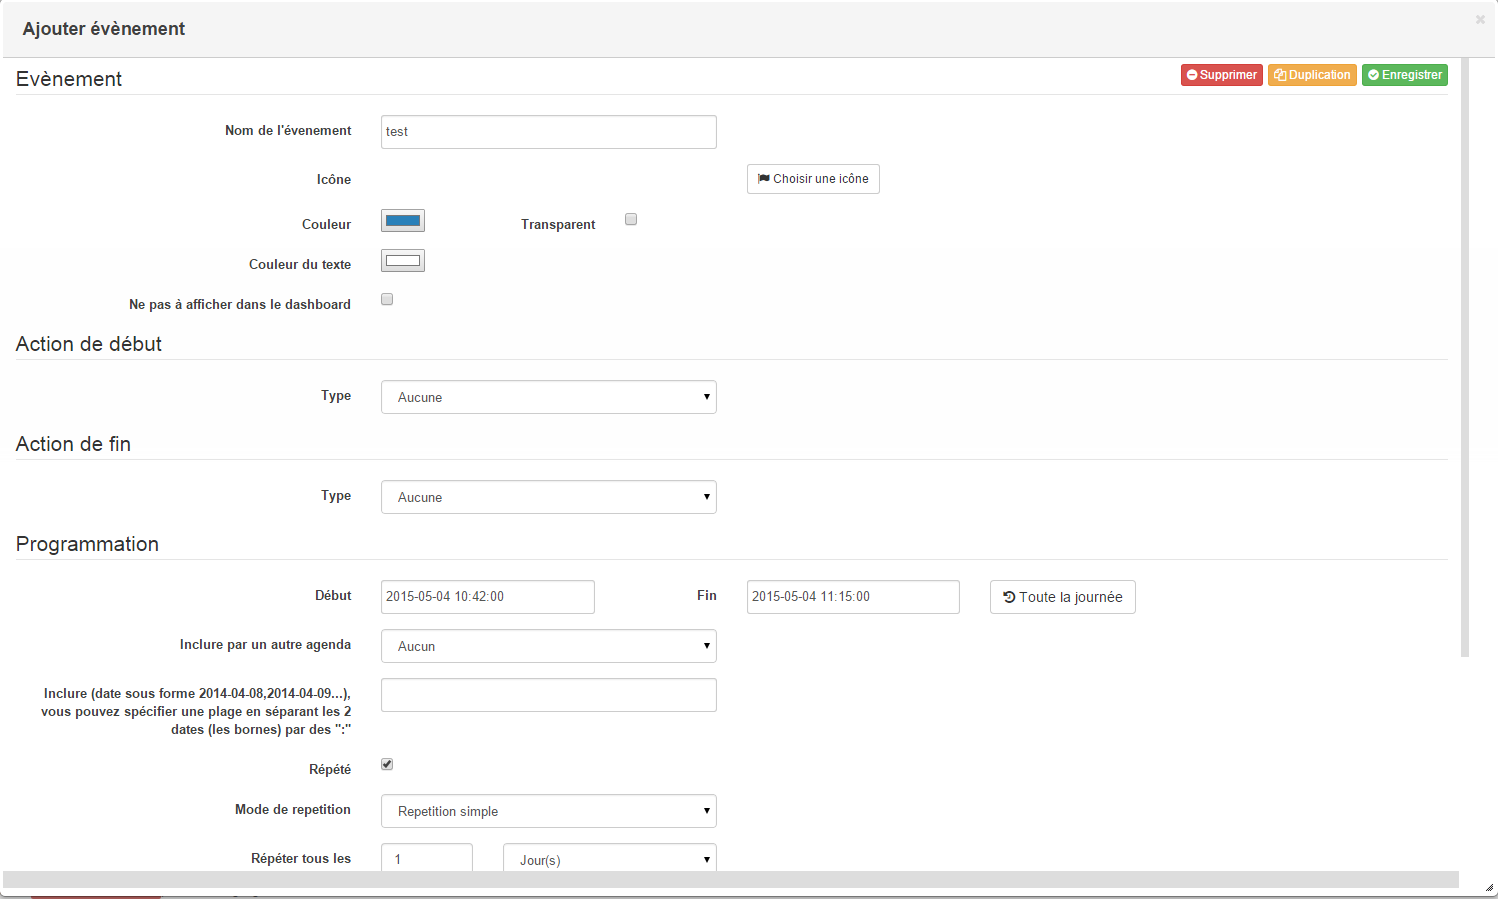 Ajouter évènement
×
Evènement
Supprimer Duplication Enregistrer
Nom de l'évenement test
Icône Choisir une icône
Couleur Transparent
Couleur du texte
Ne pas à afficher dans le dashboard
Action de début
Type Aucune
Action de fin
Type Aucune
Programmation
Début 2015-05-04 10:42:00 Fin 2015-05-04 11:15:00 Toute la journée
Inclure par un autre agenda Aucun
Inclure (date sous forme 2014-04-08,2014-04-09...),
vous pouvez spécifier une plage en séparant les 2
dates (les bornes) par des ":"
Répété
Mode de repetition Repetition simple
Répéter tous les 1 Jour(s)